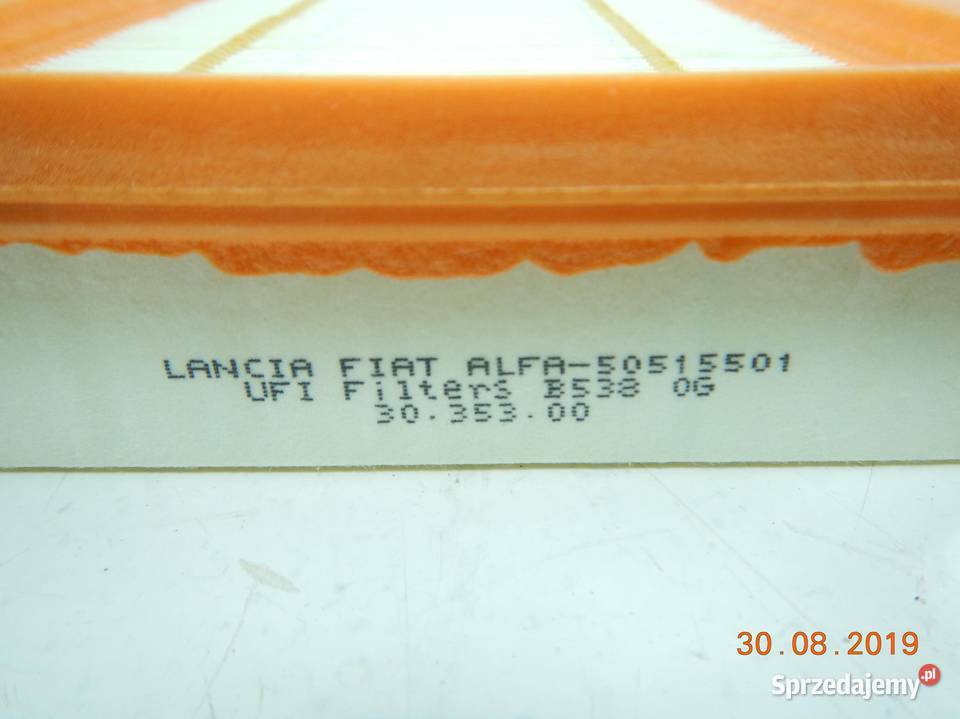 LANCIA FIAT ALFA-50515501
UFI Filters B538 0G
30.353.00
30.08.2019
Sprzedajemy.pl